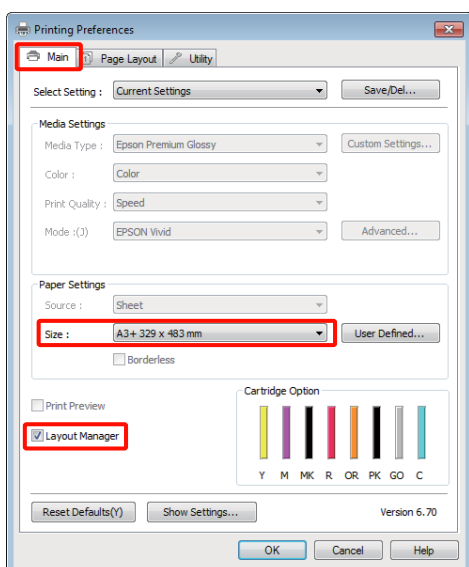 Printing Preferences
Main Page Layout Utility
Select Setting : Current Settings Save/Del...
Media Settings
Media Type : Epson Premium Glossy Custom Settings...
Color : Color
Print Quality : Speed
Mode :(J) EPSON Vivid Advanced...
Paper Settings
Source : Sheet
Size : A3+ 329 x 483 mm User Defined...
Borderless
Cartridge Option
Print Preview
Layout Manager
Y M MK R OR PK GO C
Reset Defaults(Y) Show Settings... Version 6.70
OK Cancel Help